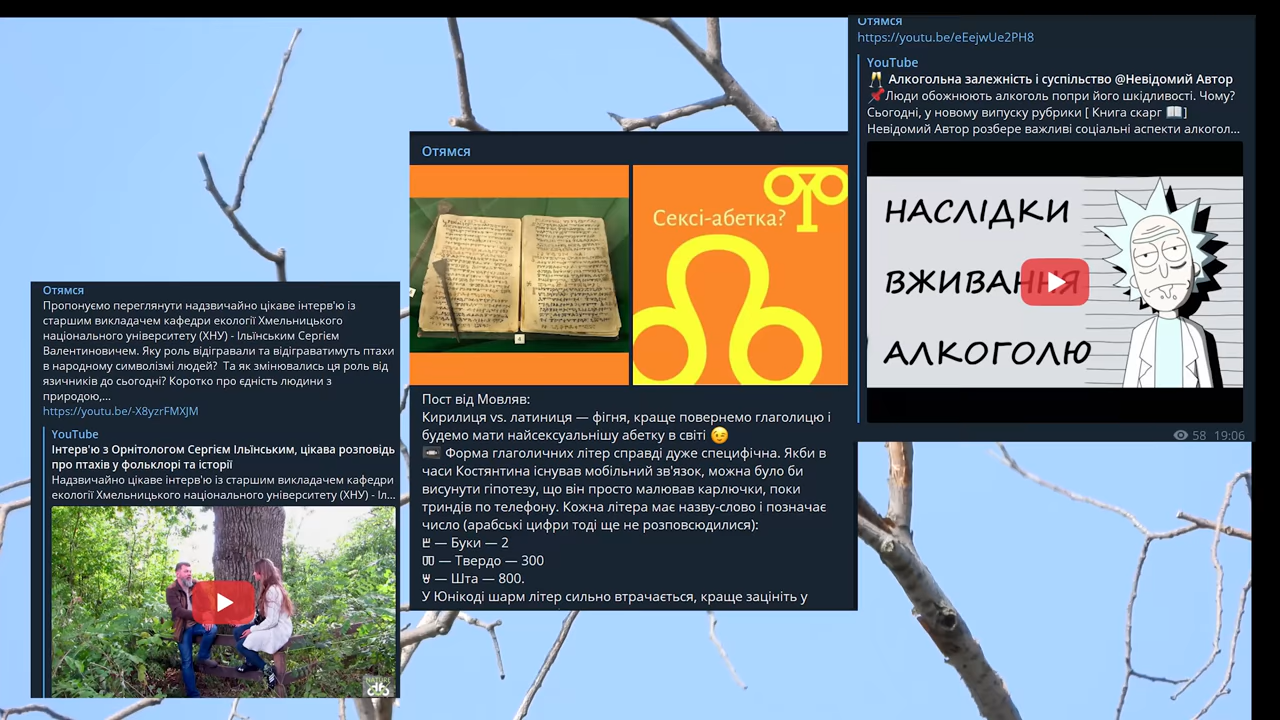 Отямся
Пропонуємо переглянути надзвичайно цікаве інтерв'ю із
старшим викладачем кафедри екології Хмельницького
національного університету (ХНУ) - Ільїнським Сергієм
Валентиновичем. Яку роль відігравали та відіграватимуть птахи
в народному символізмі людей? Та як змінювались ця роль від
язичників до сьогодні? Коротко про єдність людини з
природою,...
https://youtu.be/-X8yzrFMXJM
YouTube
Інтерв'ю з Орнітологом Сергієм Ільїнським, цікава розповідь
про птахів у фольклорі та історії
Надзвичайно цікаве інтерв'ю із старшим викладачем кафедри
екології Хмельницького національного університету (ХНУ) - Іл...
NATURE
Отямся
Сексі-абетка?
4
Пост від Мовляв:
Кирилиця vs. латиниця — фігня, краще повернемо глаголицю і
будемо мати найсексуальнішу абетку в світі 😉
Форма глаголичних літер справді дуже специфічна. Якби в
часи Костянтина існував мобільний зв'язок, можна було би
висунути гіпотезу, що він просто малював карлючки, поки
триндів по телефону. Кожна літера має назву-слово і позначає
число (арабські цифри тоді ще не розповсюдилися):
Ⰱ — Буки — 2
Ⱅ — Твердо — 300
Ⱋ — Шта — 800.
У Юнікоді шарм літер сильно втрачається, краще зацініть у
Отямся
https://youtu.be/eEejwUe2PH8
YouTube
🥂 Алкогольна залежність і суспільство @Невідомий Автор
📌Люди обожнюють алкоголь попри його шкідливості. Чому?
Сьогодні, у новому випуску рубрики [ Книга скарг 📖]
Невідомий Автор розбере важливі соціальні аспекти алкогол...
НАСЛІДКИ
ВЖИВАННЯ
АЛКОГОЛЮ
58 19:06